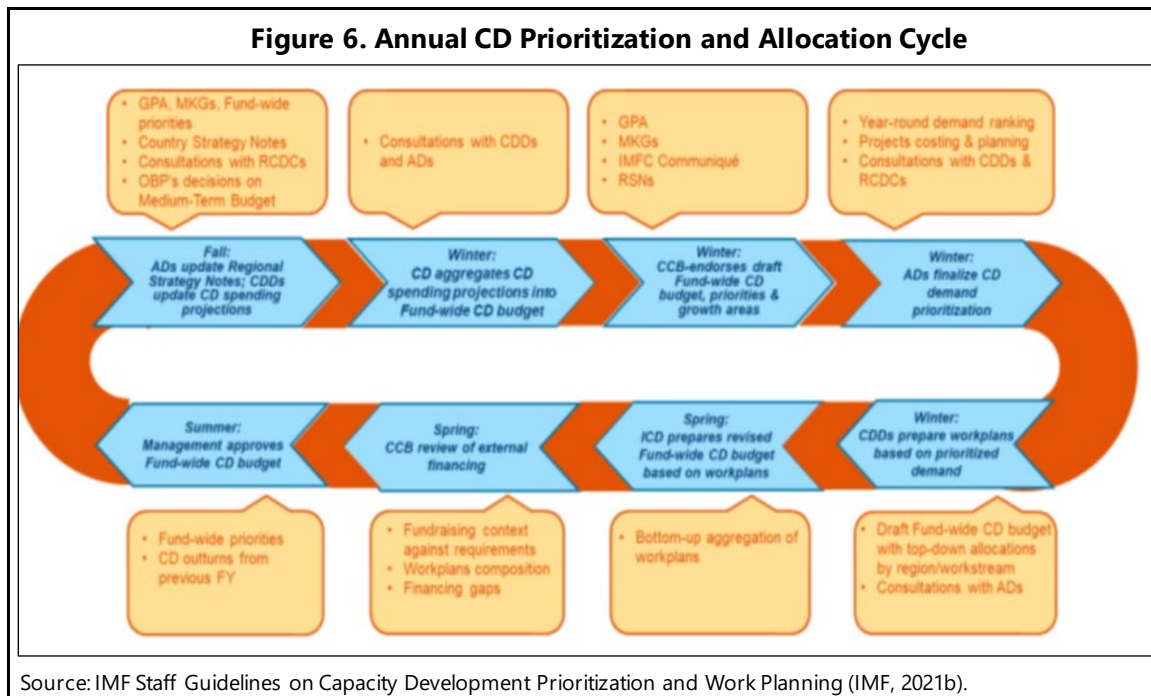 Figure 6. Annual CD Prioritization and Allocation Cycle
• GPA, MKGs, Fund-wide
priorities
• Country Strategy Notes
• Consultations with RCDCs
• OBP's decisions on
Medium-Term Budget
• Consultations with CDDs
and ADs
• GPA
• MKGs
• IMFC Communiqué
• RSNs
• Year-round demand ranking
• Projects costing & planning
• Consultations with CDDs &
RCDCs
Fall:
ADs update Regional
Strategy Notes; CDDs
update CD spending
projections
Winter:
CD aggregates CD
spending projections into
Fund-wide CD budget
Winter:
CCB-endorses draft
Fund-wide CD
budget, priorities &
growth areas
Winter:
ADs finalize CD
demand
prioritization
Summer:
Management approves
Fund-wide CD budget
Spring:
CCB review of external
financing
Spring:
ICD prepares revised
Fund-wide CD budget
based on workplans
Winter:
CDDs prepare workplans
based on prioritized
demand
• Fund-wide priorities
• CD outturns from
previous FY
• Fundraising context
against requirements
• Workplans composition
• Financing gaps
• Bottom-up aggregation of
workplans
• Draft Fund-wide CD budget
with top-down allocations
by region/workstream
• Consultations with ADs
Source: IMF Staff Guidelines on Capacity Development Prioritization and Work Planning (IMF, 2021b).